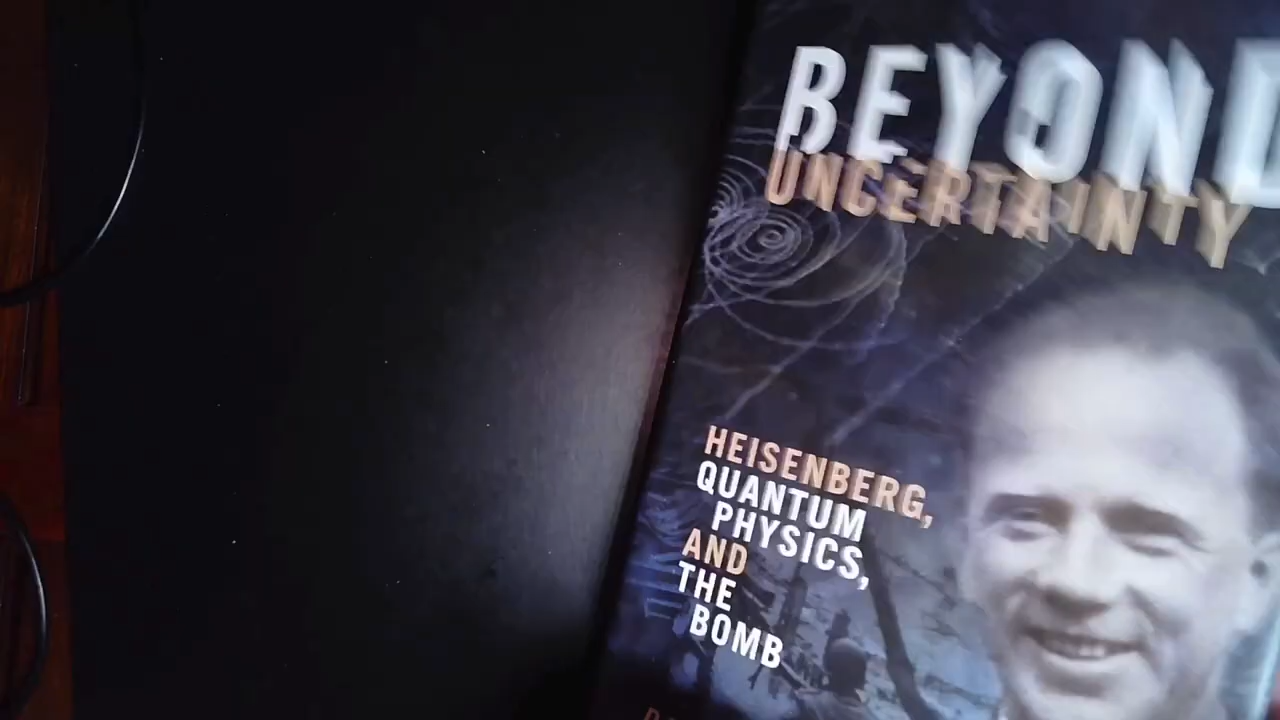 BEYOND
UNCERTAINTY
HEISENBERG,
QUANTUM
PHYSICS,
AND
THE
BOMB